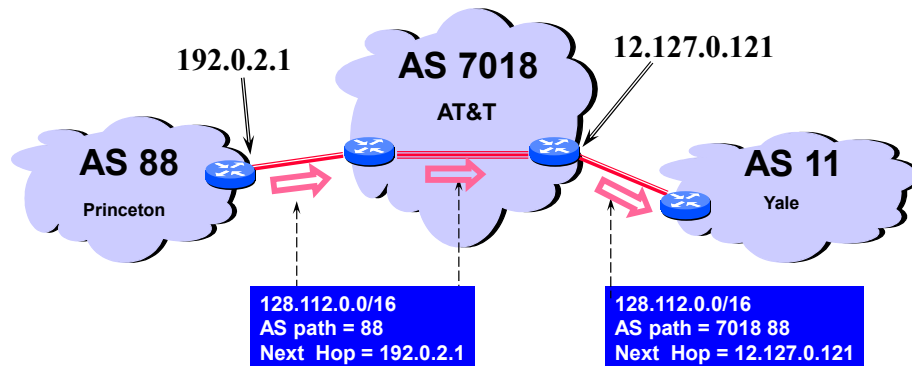 192.0.2.1
AS 7018
AT&T
12.127.0.121
AS 88
Princeton
AS 11
Yale
128.112.0.0/16
AS path = 88
Next Hop = 192.0.2.1
128.112.0.0/16
AS path = 7018 88
Next Hop = 12.127.0.121